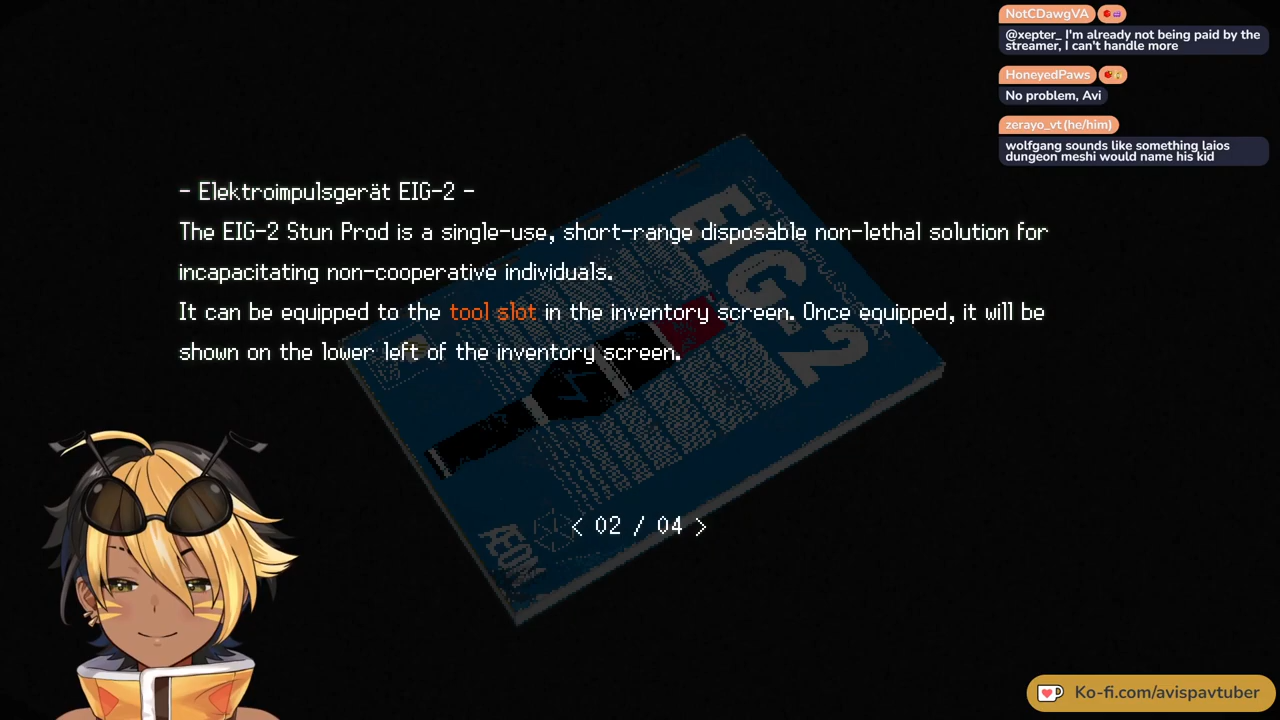 NotCDawgVA
@xepter_ I'm already not being paid by the
streamer, I can't handle more
HoneyedPaws
No problem, Avi
zerayo_vt (he/him)
wolfgang sounds like something laios
dungeon meshi would name his kid
- Elektroimpulsgerät EIG-2 -
The EIG-2 Stun Prod is a single-use, short-range disposable non-lethal solution for
incapacitating non-cooperative individuals.
It can be equipped to the tool slot in the inventory screen. Once equipped, it will be
shown on the lower left of the inventory screen.
ELEKTROIMPULSGERÄT
EIG-2
ÆON
< 02 / 04 >
Ko-fi.com/avispavtuber